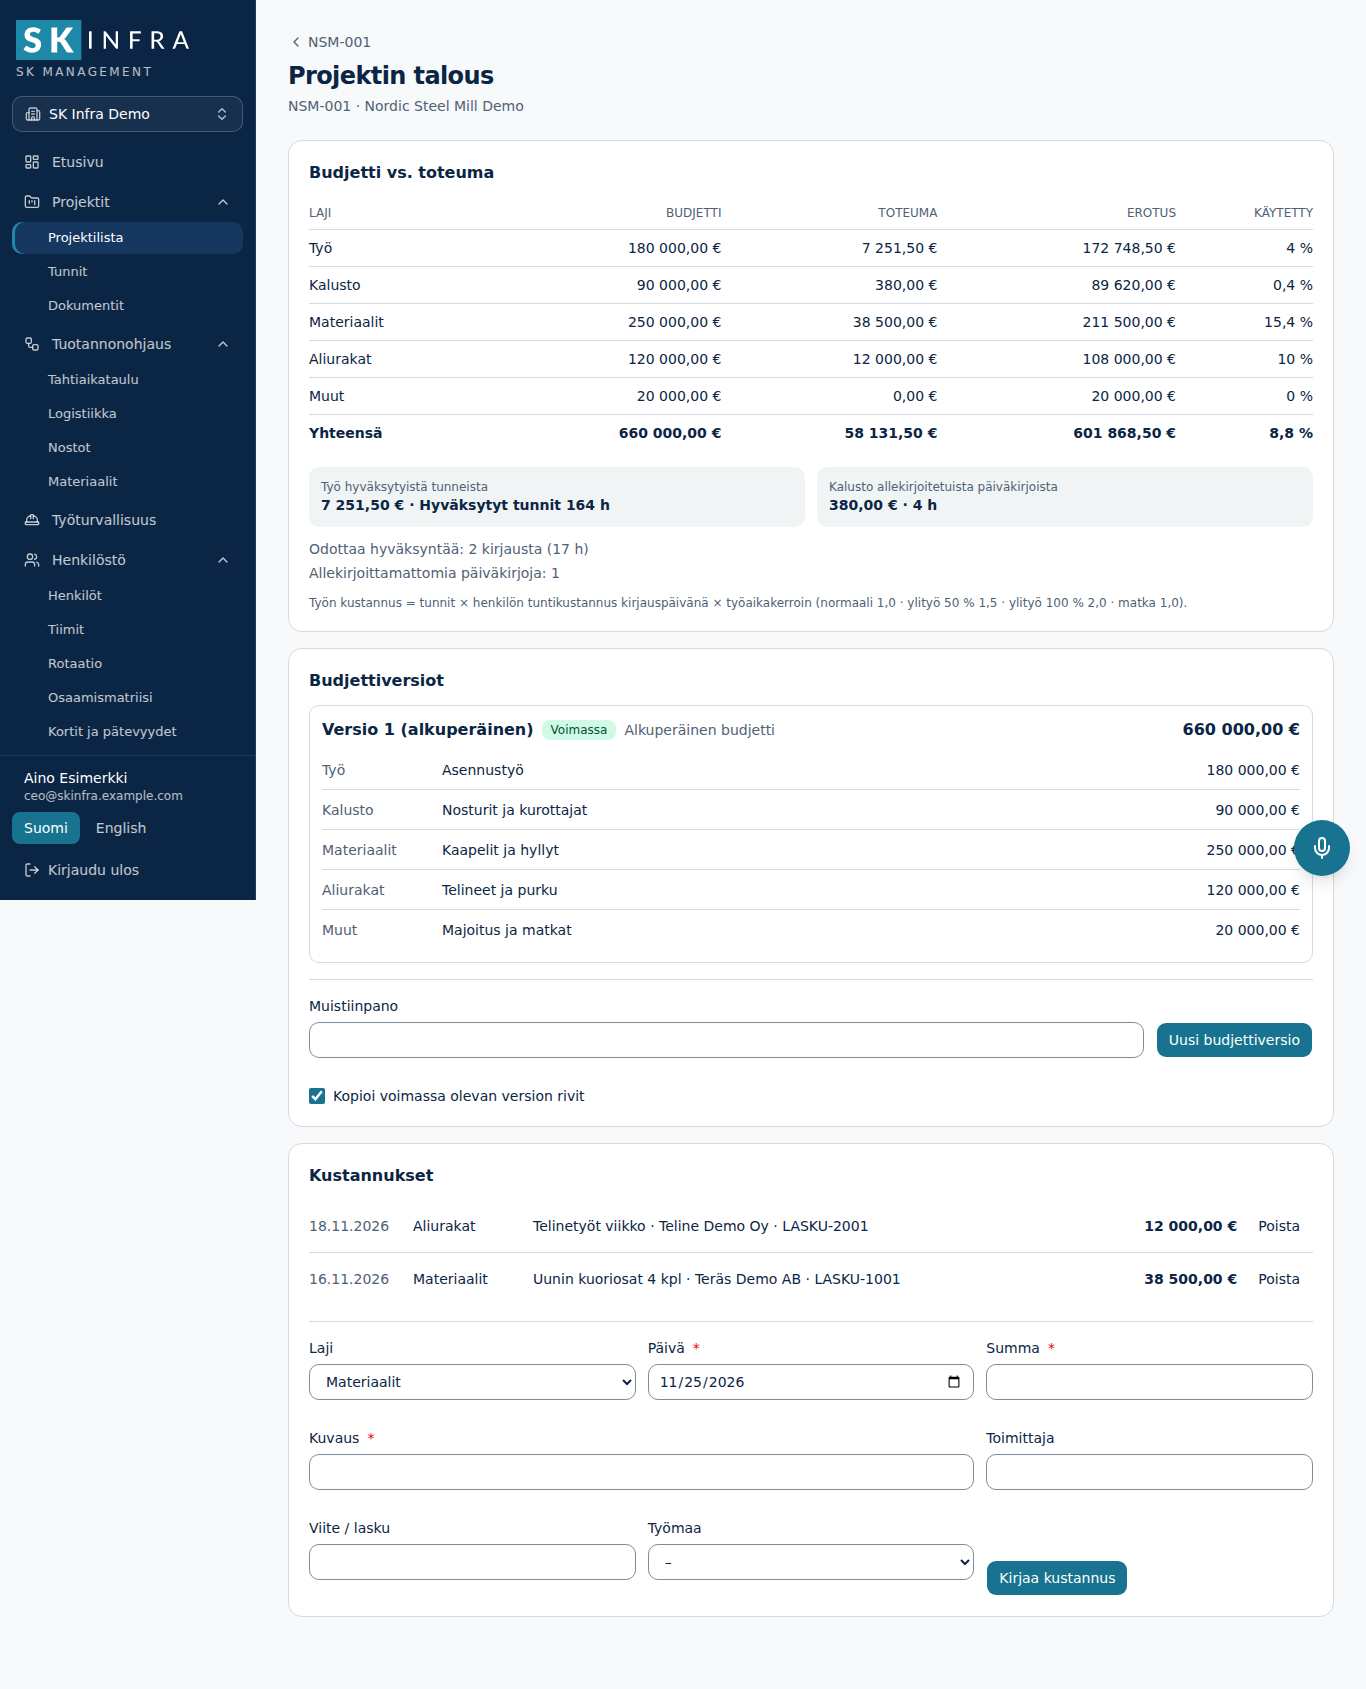 SK INFRA
SK MANAGEMENT
SK Infra Demo
Etusivu
Projektit
Projektilista
Tunnit
Dokumentit
Tuotannonohjaus
Tahtiaikataulu
Logistiikka
Nostot
Materiaalit
Työturvallisuus
Henkilöstö
Henkilöt
Tiimit
Rotaatio
Osaamismatriisi
Kortit ja pätevyydet
Aino Esimerkki
ceo@skinfra.example.com
Suomi English
Kirjaudu ulos
NSM-001
Projektin talous
NSM-001 · Nordic Steel Mill Demo
Budjetti vs. toteuma
LAJI BUDJETTI TOTEUMA EROTUS KÄYTETTY
Työ 180 000,00 € 7 251,50 € 172 748,50 € 4 %
Kalusto 90 000,00 € 380,00 € 89 620,00 € 0,4 %
Materiaalit 250 000,00 € 38 500,00 € 211 500,00 € 15,4 %
Aliurakat 120 000,00 € 12 000,00 € 108 000,00 € 10 %
Muut 20 000,00 € 0,00 € 20 000,00 € 0 %
Yhteensä 660 000,00 € 58 131,50 € 601 868,50 € 8,8 %
Työ hyväksytyistä tunneista
7 251,50 € · Hyväksytyt tunnit 164 h
Kalusto allekirjoitetuista päiväkirjoista
380,00 € · 4 h
Odottaa hyväksyntää: 2 kirjausta (17 h)
Allekirjoittamattomia päiväkirjoja: 1
Työn kustannus = tunnit × henkilön tuntikustannus kirjauspäivänä × työaikakerroin (normaali 1,0 · ylityö 50 % 1,5 · ylityö 100 % 2,0 · matka 1,0).
Budjettiversiot
Versio 1 (alkuperäinen) Voimassa Alkuperäinen budjetti 660 000,00 €
Työ Asennustyö 180 000,00 €
Kalusto Nosturit ja kurottajat 90 000,00 €
Materiaalit Kaapelit ja hyllyt 250 000,00 €
Aliurakat Telineet ja purku 120 000,00 €
Muut Majoitus ja matkat 20 000,00 €
Muistiinpano
Uusi budjettiversio
Kopioi voimassa olevan version rivit
Kustannukset
18.11.2026 Aliurakat Telinetyöt viikko · Teline Demo Oy · LASKU-2001 12 000,00 € Poista
16.11.2026 Materiaalit Uunin kuoriosat 4 kpl · Teräs Demo AB · LASKU-1001 38 500,00 € Poista
Laji Päivä * Summa *
Materiaalit 11/25/2026
Kuvaus * Toimittaja
Viite / lasku Työmaa
–
Kirjaa kustannus